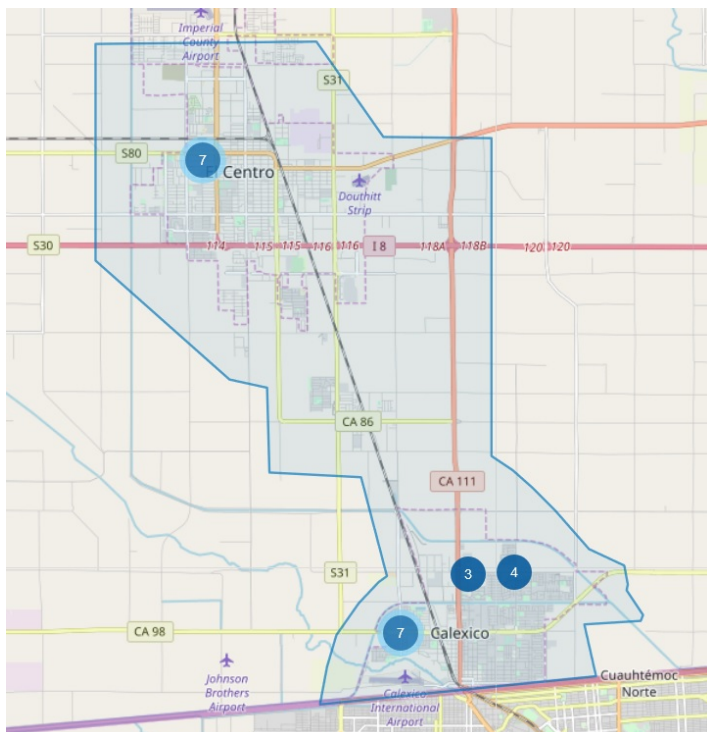 Imperial
County
Airport
S31
S80
7
Centro
Douthitt
Strip
S30
114
115
115
116
116
I 8
118A
118B
120
120
CA 86
CA 111
3
4
S31
CA 98
7
Calexico
Johnson
Brothers
Airport
Calexico
International
Airport
Cuauhtémoc
Norte